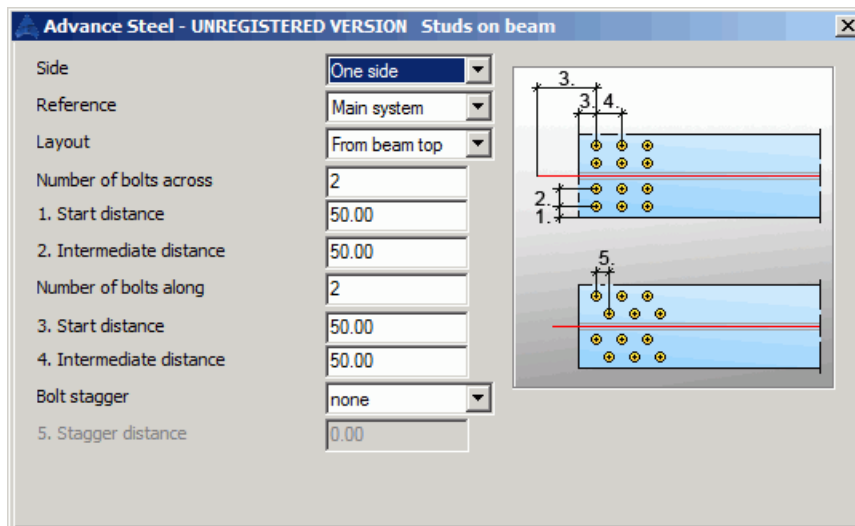 Advance Steel - UNREGISTERED VERSION Studs on beam
Side One side
Reference Main system
Layout From beam top
Number of bolts across 2
1. Start distance 50.00
2. Intermediate distance 50.00
Number of bolts along 2
3. Start distance 50.00
4. Intermediate distance 50.00
Bolt stagger none
5. Stagger distance 0.00
3.
3. 4.
2.
1.
5.